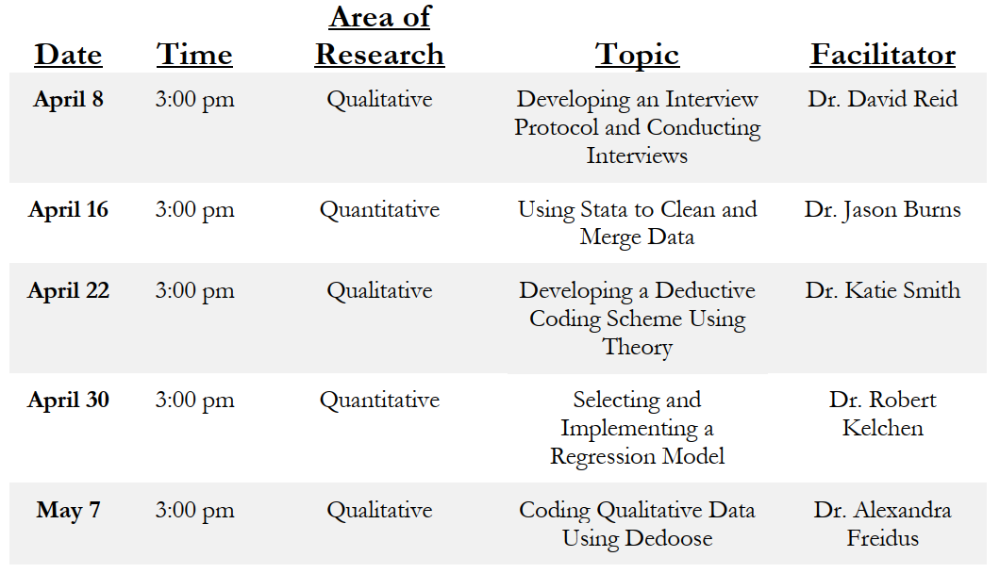 Date Time Area of Research Topic Facilitator
April 8 3:00 pm Qualitative Developing an Interview Dr. David Reid
Protocol and Conducting
Interviews
April 16 3:00 pm Quantitative Using Stata to Clean and Dr. Jason Burns
Merge Data
April 22 3:00 pm Qualitative Developing a Deductive Dr. Katie Smith
Coding Scheme Using
Theory
April 30 3:00 pm Quantitative Selecting and Dr. Robert
Implementing a Kelchen
Regression Model
May 7 3:00 pm Qualitative Coding Qualitative Data Dr. Alexandra
Using Dedoose Freidus